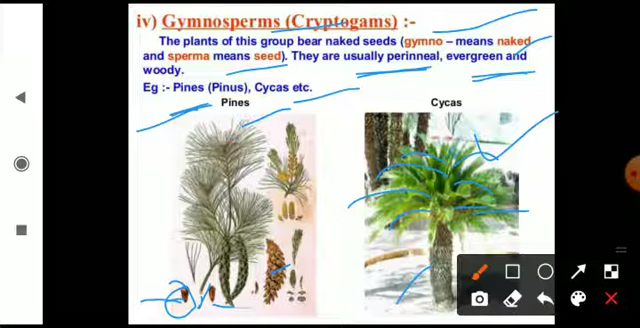 iv) Gymnosperms (Cryptogams) :-
The plants of this group bear naked seeds (gymno – means naked
and sperma means seed). They are usually perinneal, evergreen and
woody.
Eg :- Pines (Pinus), Cycas etc.
Pines
Cycas